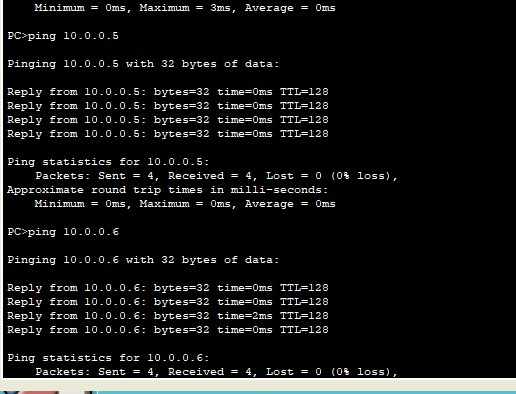 Minimum = 0ms, Maximum = 3ms, Average = 0ms
PC>ping 10.0.0.5
Pinging 10.0.0.5 with 32 bytes of data:
Reply from 10.0.0.5: bytes=32 time=0ms TTL=128
Reply from 10.0.0.5: bytes=32 time=0ms TTL=128
Reply from 10.0.0.5: bytes=32 time=0ms TTL=128
Reply from 10.0.0.5: bytes=32 time=0ms TTL=128
Ping statistics for 10.0.0.5:
Packets: Sent = 4, Received = 4, Lost = 0 (0% loss),
Approximate round trip times in milli-seconds:
Minimum = 0ms, Maximum = 0ms, Average = 0ms
PC>ping 10.0.0.6
Pinging 10.0.0.6 with 32 bytes of data:
Reply from 10.0.0.6: bytes=32 time=0ms TTL=128
Reply from 10.0.0.6: bytes=32 time=0ms TTL=128
Reply from 10.0.0.6: bytes=32 time=2ms TTL=128
Reply from 10.0.0.6: bytes=32 time=0ms TTL=128
Ping statistics for 10.0.0.6:
Packets: Sent = 4, Received = 4, Lost = 0 (0% loss),